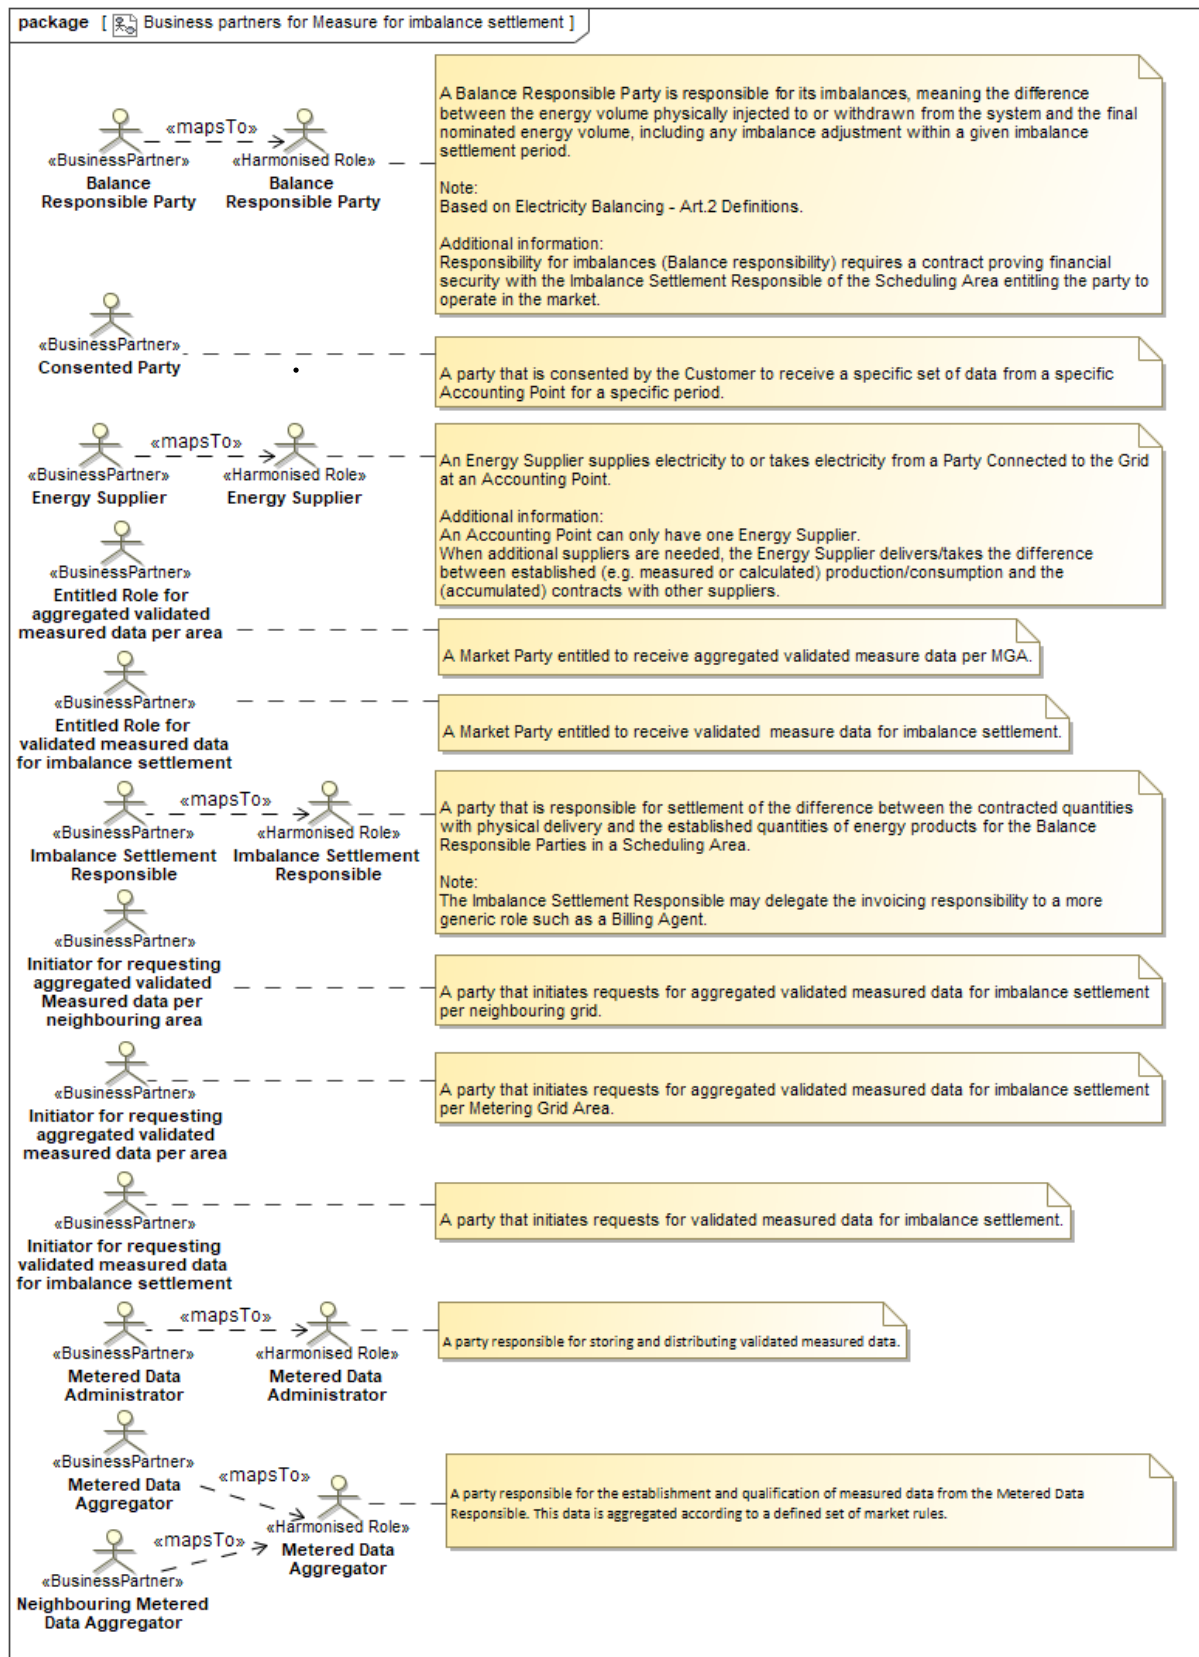 package [ Business partners for Measure for imbalance settlement ]
«mapsTo»
«BusinessPartner»
Balance
Responsible Party
«Harmonised Role»
Balance
Responsible Party
A Balance Responsible Party is responsible for its imbalances, meaning the difference
between the energy volume physically injected to or withdrawn from the system and the final
nominated energy volume, including any imbalance adjustment within a given imbalance
settlement period.
Note:
Based on Electricity Balancing - Art.2 Definitions.
Additional information:
Responsibility for imbalances (Balance responsibility) requires a contract proving financial
security with the Imbalance Settlement Responsible of the Scheduling Area entitling the party to
operate in the market.
«BusinessPartner»
Consented Party
A party that is consented by the Customer to receive a specific set of data from a specific
Accounting Point for a specific period.
«mapsTo»
«BusinessPartner»
Energy Supplier
«Harmonised Role»
Energy Supplier
An Energy Supplier supplies electricity to or takes electricity from a Party Connected to the Grid
at an Accounting Point.
Additional information:
An Accounting Point can only have one Energy Supplier.
When additional suppliers are needed, the Energy Supplier delivers/takes the difference
between established (e.g. measured or calculated) production/consumption and the
(accumulated) contracts with other suppliers.
«BusinessPartner»
Entitled Role for
aggregated validated
measured data per area
A Market Party entitled to receive aggregated validated measure data per MGA.
«BusinessPartner»
Entitled Role for
validated measured data
for imbalance settlement
A Market Party entitled to receive validated  measure data for imbalance settlement.
«mapsTo»
«BusinessPartner»
Imbalance Settlement
Responsible
«Harmonised Role»
Imbalance Settlement
Responsible
A party that is responsible for settlement of the difference between the contracted quantities
with physical delivery and the established quantities of energy products for the Balance
Responsible Parties in a Scheduling Area.
Note:
The Imbalance Settlement Responsible may delegate the invoicing responsibility to a more
generic role such as a Billing Agent.
«BusinessPartner»
Initiator for requesting
aggregated validated
Measured data per
neighbouring area
A party that initiates requests for aggregated validated measured data for imbalance settlement
per neighbouring grid.
«BusinessPartner»
Initiator for requesting
aggregated validated
measured data per area
A party that initiates requests for aggregated validated measured data for imbalance settlement
per Metering Grid Area.
«BusinessPartner»
Initiator for requesting
validated measured data
for imbalance settlement
A party that initiates requests for validated measured data for imbalance settlement.
«mapsTo»
«BusinessPartner»
Metered Data
Administrator
«Harmonised Role»
Metered Data
Administrator
A party responsible for storing and distributing validated measured data.
«BusinessPartner»
Metered Data
Aggregator
«mapsTo»
«Harmonised Role»
Metered Data
Aggregator
A party responsible for the establishment and qualification of measured data from the Metered Data
Responsible. This data is aggregated according to a defined set of market rules.
«mapsTo»
«BusinessPartner»
Neighbouring Metered
Data Aggregator